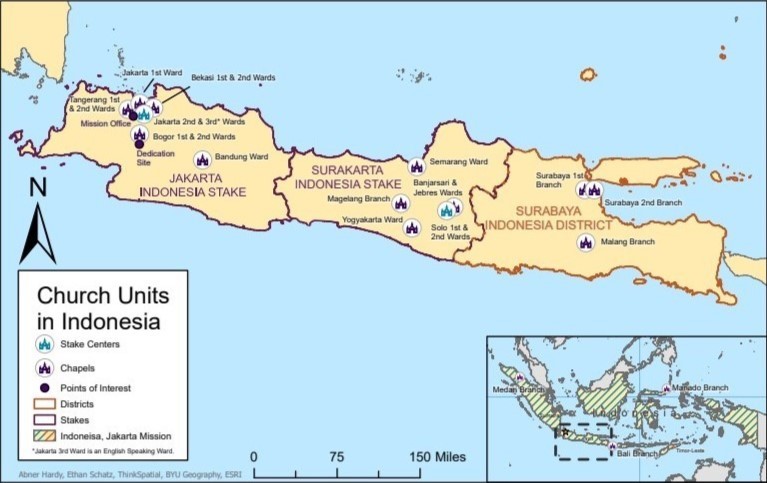 Jakarta 1st Ward
Bekasi 1st & 2nd Wards
Tangerang 1st
& 2nd Wards
Mission Office
Jakarta 2nd & 3rd* Wards
Bogor 1st & 2nd Wards
Dedication
Site
Bandung Ward
JAKARTA
INDONESIA STAKE
SURAKARTA
INDONESIA STAKE
Semarang Ward
Banjarsari &
Jebres Wards
Magelang Branch
Yogyakarta Ward
Solo 1st &
2nd Wards
Surabaya 1st
Branch
Surabaya 2nd Branch
SURABAYA
INDONESIA DISTRICT
Malang Branch
N
Church Units
in Indonesia
Stake Centers
Chapels
Points of Interest
Districts
Stakes
Indoneisa, Jakarta Mission
*Jakarta 3rd Ward is an English Speaking Ward.
Abner Hardy, Ethan Schatz, ThinkSpatial, BYU Geography, ESRI
0 75 150 Miles
Medan Branch
Manado Branch
Indonesia
Bali Branch
Timor-Leste